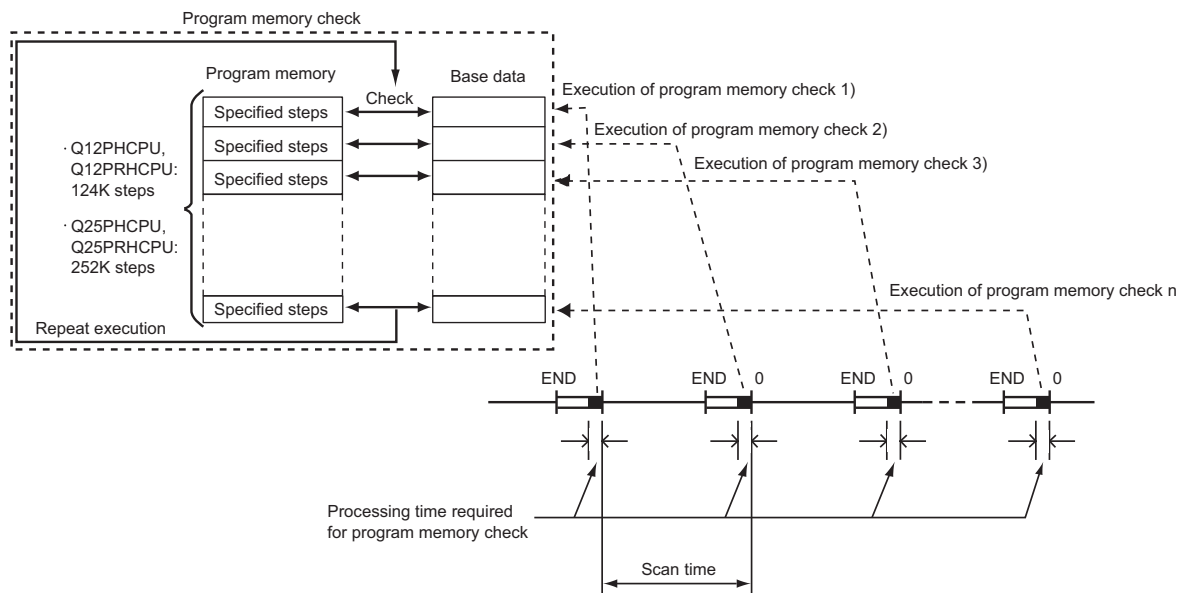 Program memory check
Program memory
Base data
Check
Specified steps
Specified steps
Specified steps
Specified steps
· Q12PHCPU,
Q12PRHCPU:
124K steps
· Q25PHCPU,
Q25PRHCPU:
252K steps
Repeat execution
Execution of program memory check 1)
Execution of program memory check 2)
Execution of program memory check 3)
Execution of program memory check n
END
END 0
END 0
END 0
Processing time required
for program memory check
Scan time